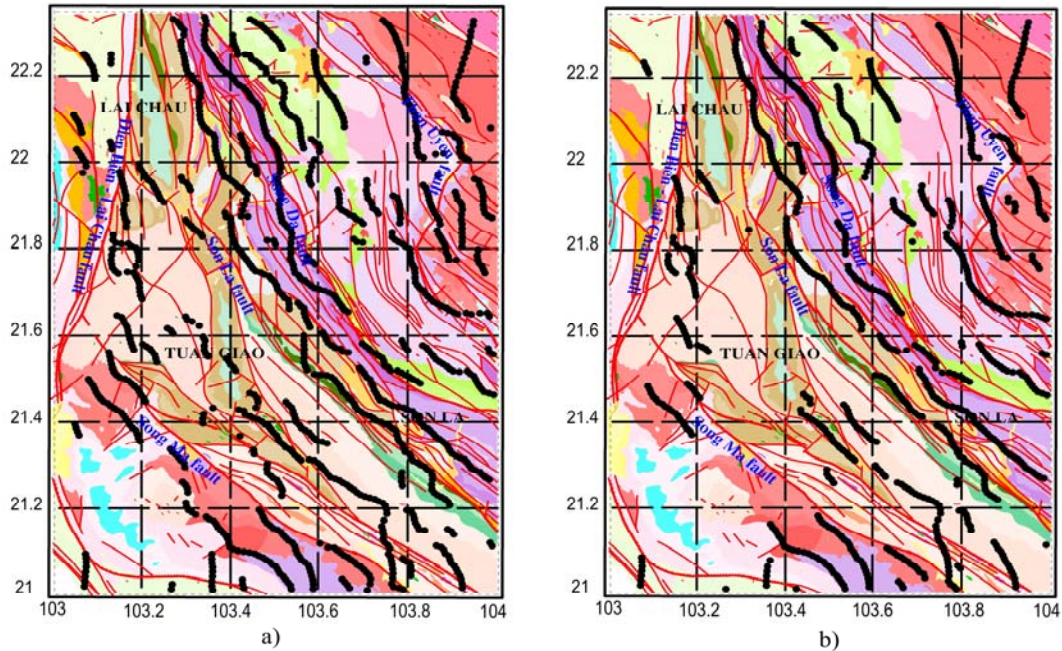 22.2
22
21.8
21.6
21.4
21.2
21
103
103.2
103.4
103.6
103.8
104
LAI CHAU
Dien Bien - Lai Chau fault
Song Da fault
Son La fault
Than Uyen fault
TUAN GIAO
SON LA
Song Ma fault
a)
22.2
22
21.8
21.6
21.4
21.2
21
103
103.2
103.4
103.6
103.8
104
LAI CHAU
Dien Bien - Lai Chau fault
Song Da fault
Son La fault
Than Uyen fault
TUAN GIAO
SON LA
Song Ma fault
b)